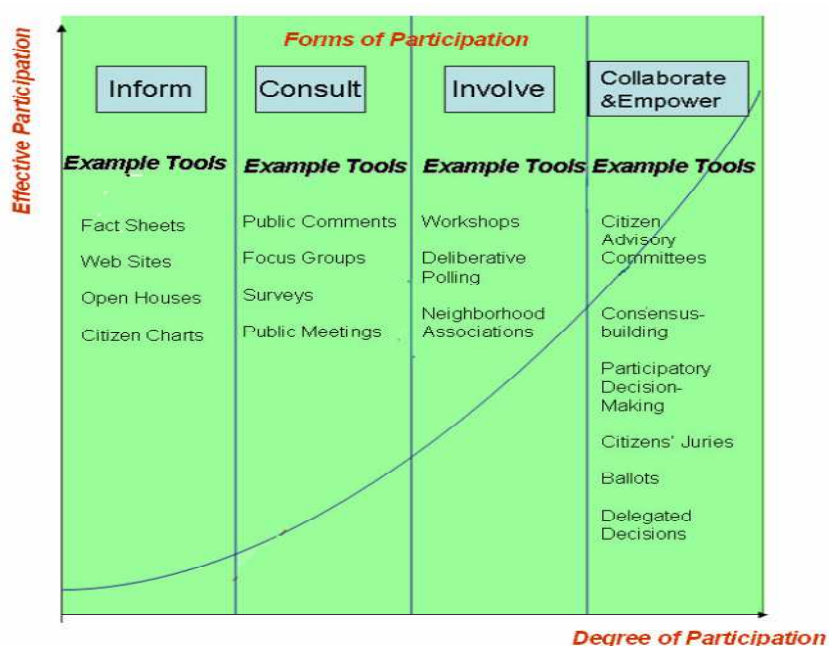 Effective Participation
Forms of Participation
Inform
Example Tools
Fact Sheets
Web Sites
Open Houses
Citizen Charts
Consult
Example Tools
Public Comments
Focus Groups
Surveys
Public Meetings
Involve
Example Tools
Workshops
Deliberative
Polling
Neighborhood
Associations
Collaborate
&Empower
Example Tools
Citizen
Advisory
Committees
Consensus-
building
Participatory
Decision-
Making
Citizens' Juries
Ballots
Delegated
Decisions
Degree of Participation